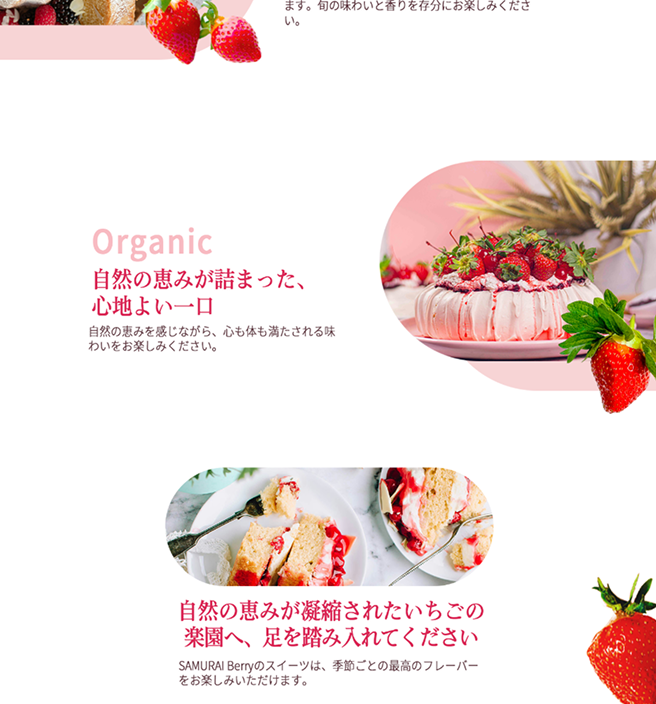 ます。旬の味わいと香りを存分にお楽しみくださ
い。
Organic
自然の恵みが詰まった、
心地よい一口
自然の恵みを感じながら、心も体も満たされる味
わいをお楽しみください。
自然の恵みが凝縮されたいちごの
楽園へ、足を踏み入れてください
SAMURAI Berryのスイーツは、季節ごとの最高のフレーバー
をお楽しみいただけます。